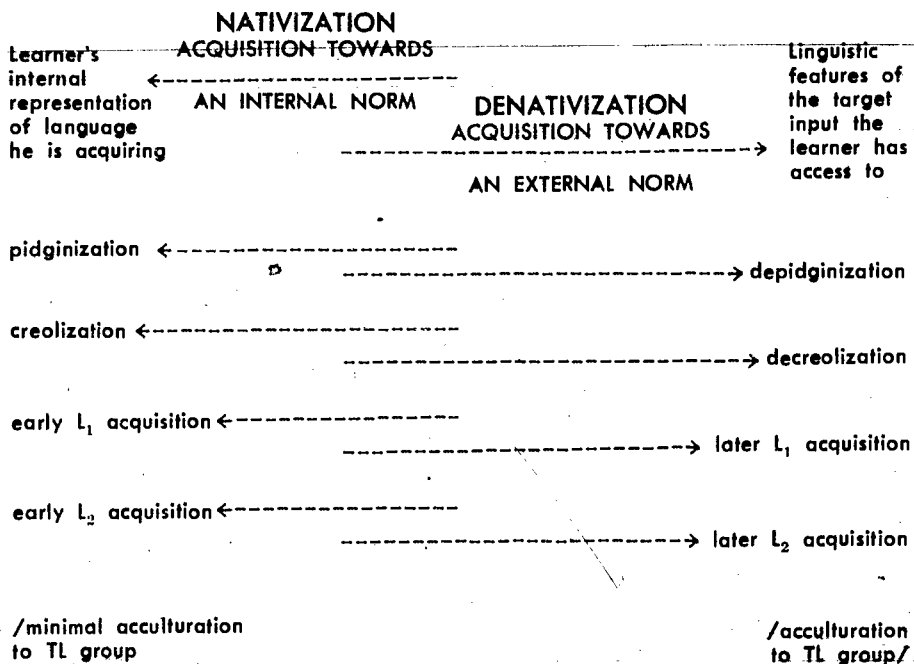 NATIVIZATION
ACQUISITION TOWARDS
AN INTERNAL NORM
Learner's
internal
representation
of language
he is acquiring
DENATIVIZATION
ACQUISITION TOWARDS
AN EXTERNAL NORM
Linguistic
features of
the target
input the
learner has
access to
pidginization
depidginization
creolization
decreolization
early L₁ acquisition
later L₁ acquisition
early L₂ acquisition
later L₂ acquisition
/minimal acculturation
to TL group
/acculturation
to TL group/